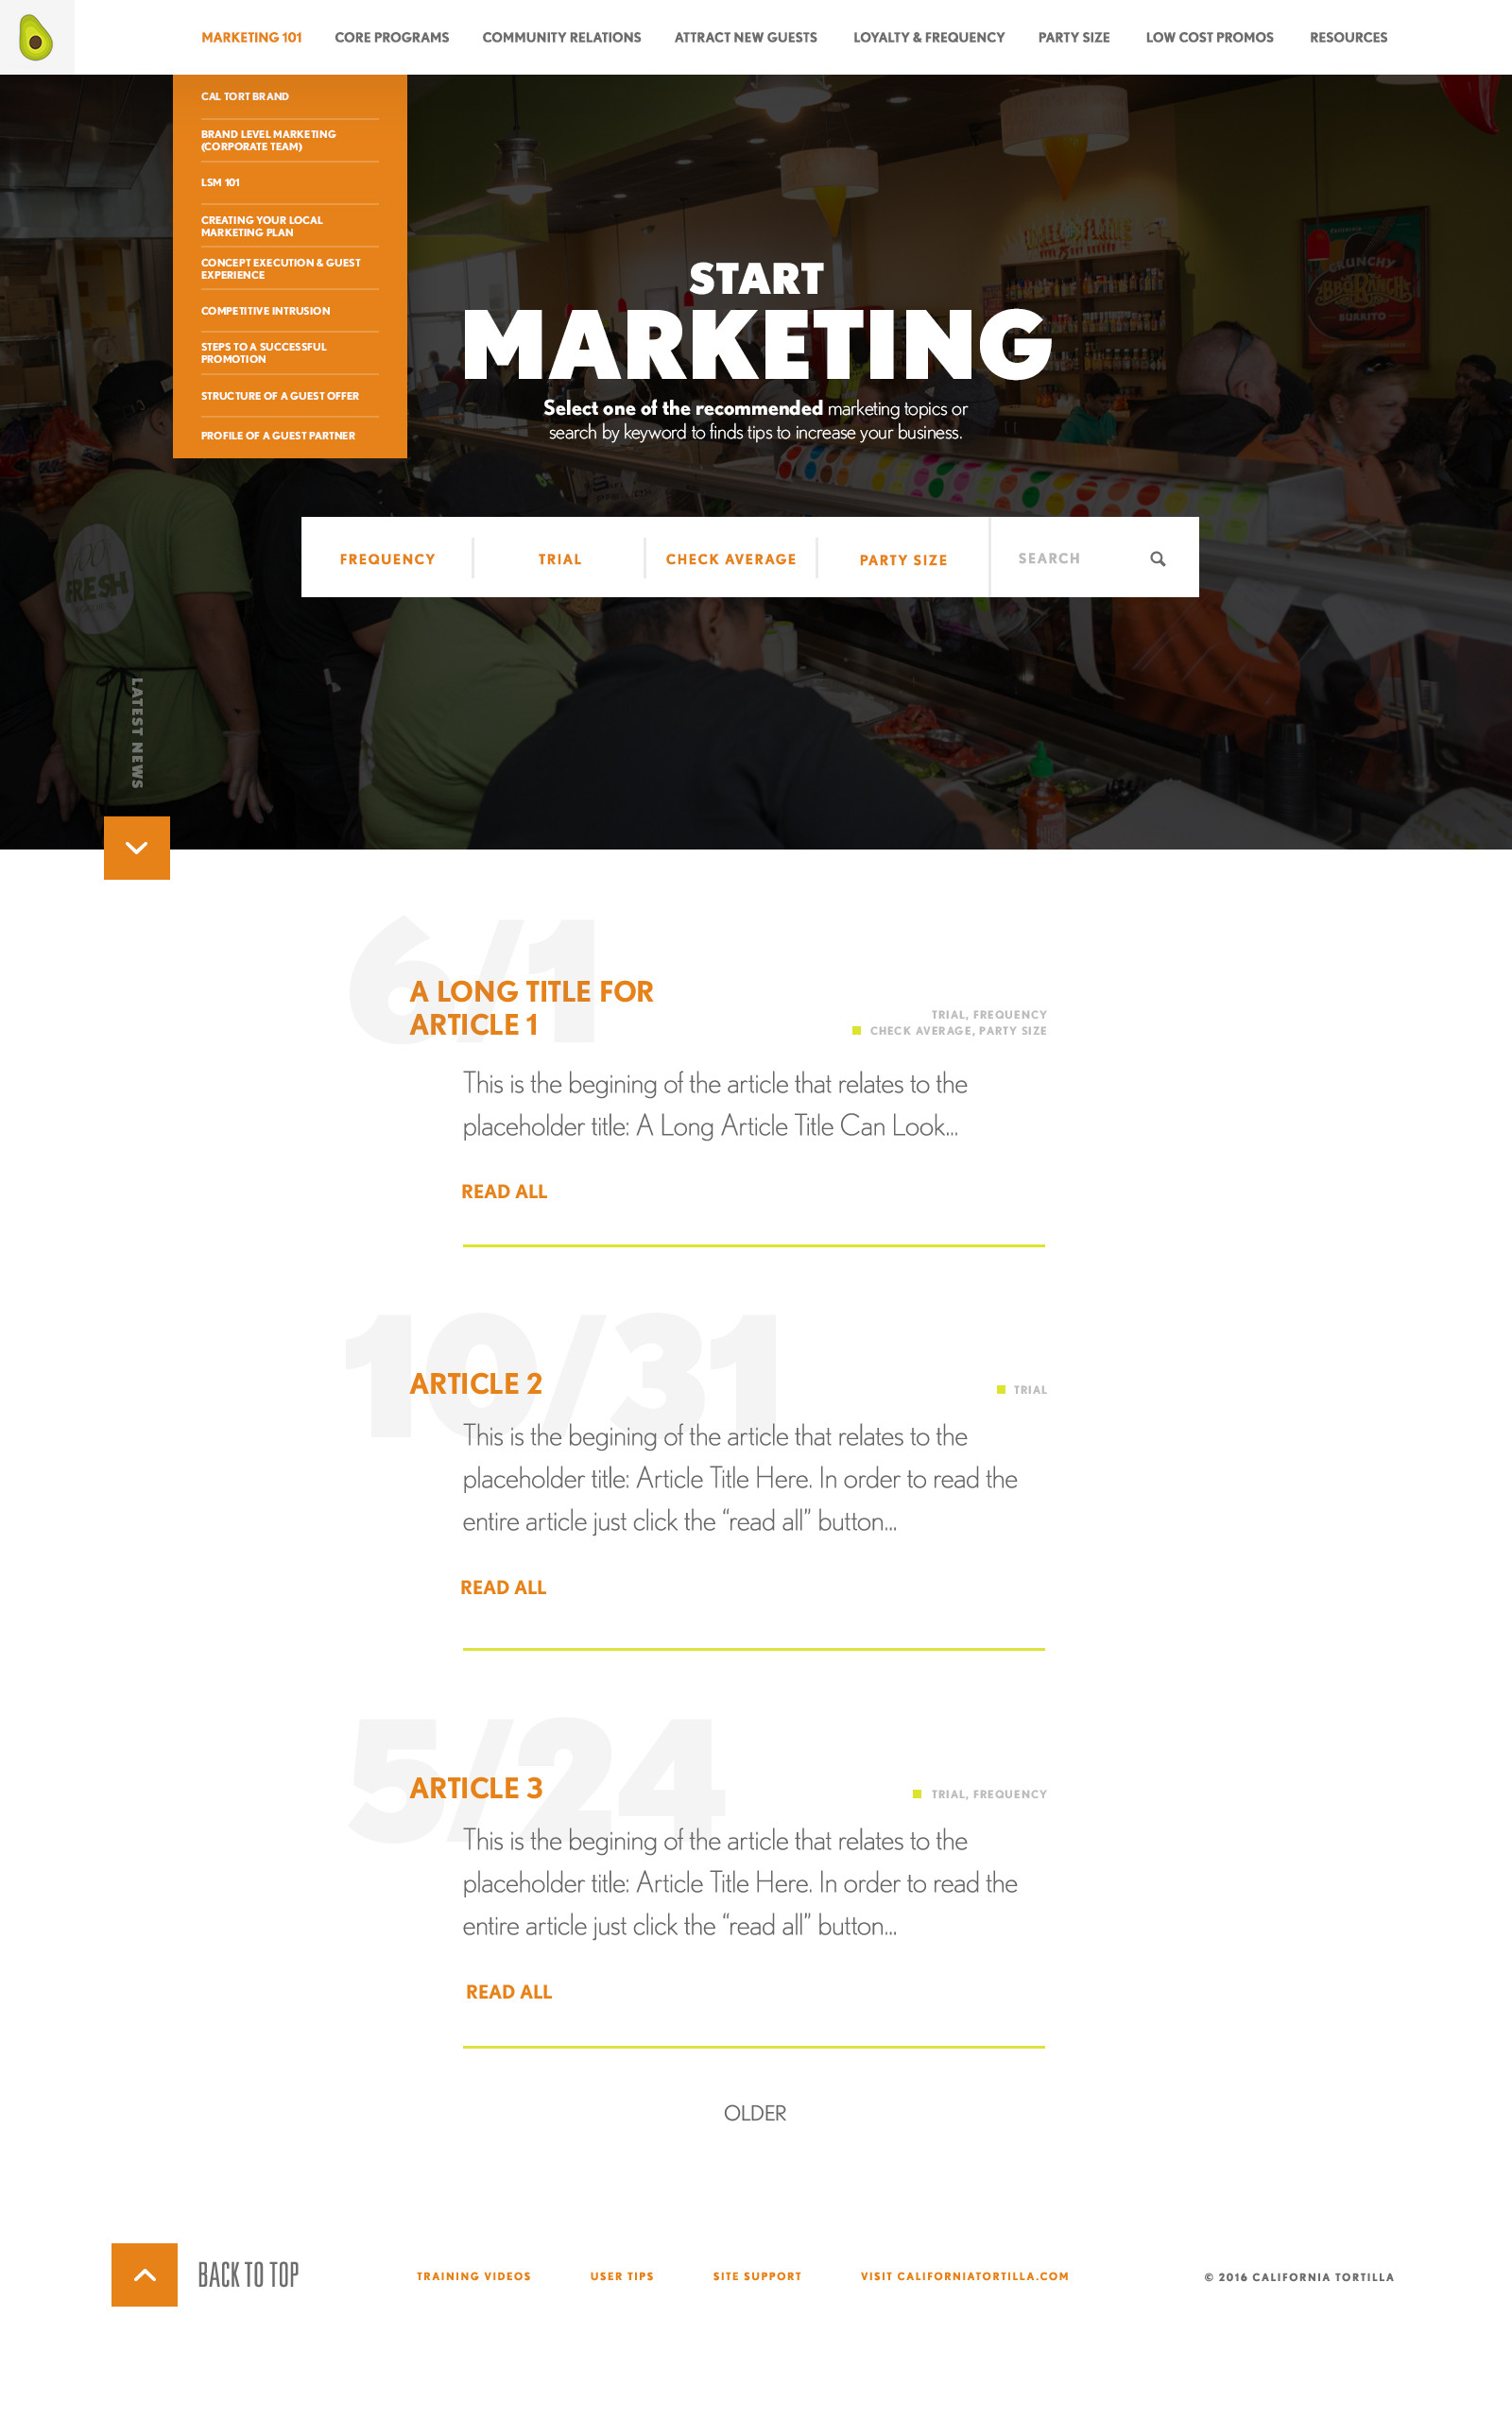 MARKETING 101
CORE PROGRAMS
COMMUNITY RELATIONS
ATTRACT NEW GUESTS
LOYALTY & FREQUENCY
PARTY SIZE
LOW COST PROMOS
RESOURCES
CAL TORT BRAND
BRAND LEVEL MARKETING
(CORPORATE TEAM)
LSM 101
CREATING YOUR LOCAL
MARKETING PLAN
CONCEPT EXECUTION & GUEST
EXPERIENCE
COMPETITIVE INTRUSION
STEPS TO A SUCCESSFUL
PROMOTION
STRUCTURE OF A GUEST OFFER
PROFILE OF A GUEST PARTNER
START
MARKETING
Select one of the recommended marketing topics or
search by keyword to finds tips to increase your business.
CRUNCHY
BBQ RANCH
BURRITO
FREQUENCY
TRIAL
CHECK AVERAGE
PARTY SIZE
SEARCH
FRESH
LATEST NEWS
6/1
A LONG TITLE FOR
ARTICLE 1
TRIAL, FREQUENCY
CHECK AVERAGE, PARTY SIZE
This is the begining of the article that relates to the
placeholder title: A Long Article Title Can Look...
READ ALL
10/31
ARTICLE 2
TRIAL
This is the begining of the article that relates to the
placeholder title: Article Title Here. In order to read the
entire article just click the “read all” button...
READ ALL
5/24
ARTICLE 3
TRIAL, FREQUENCY
This is the begining of the article that relates to the
placeholder title: Article Title Here. In order to read the
entire article just click the “read all” button...
READ ALL
OLDER
BACK TO TOP
TRAINING VIDEOS
USER TIPS
SITE SUPPORT
VISIT CALIFORNIATORTILLA.COM
© 2016 CALIFORNIA TORTILLA